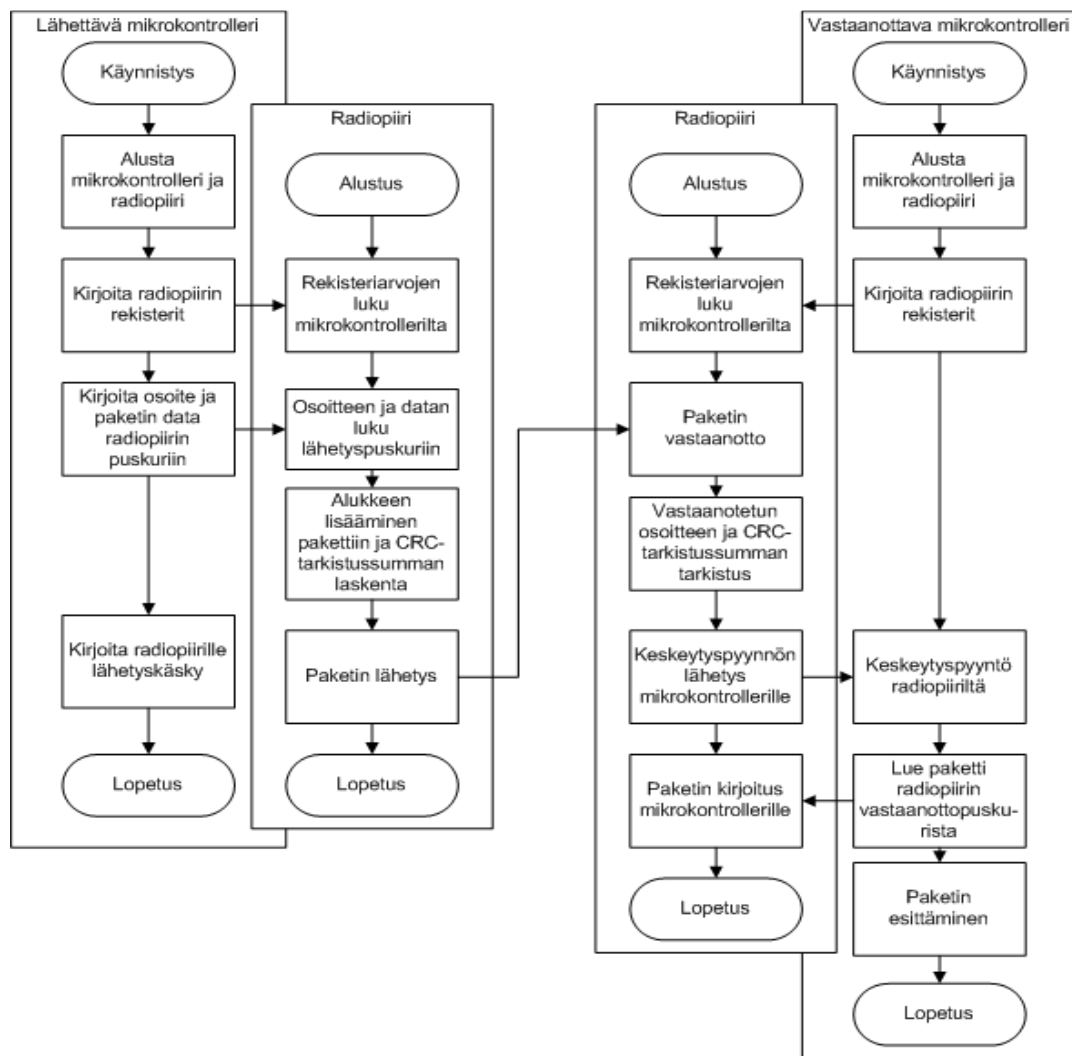 Lähettävä mikrokontrolleri
Käynnistys
Alusta
mikrokontrolleri ja
radiopiiri
Kirjoita radiopiirin
rekisterit
Kirjoita osoite ja
paketin data
radiopiirin
puskuriin
Kirjoita radiopiirille
lähetyskäsky
Lopetus
Radiopiiri
Alustus
Rekisteriarvojen
luku
mikrokontrollerilta
Osoitteen ja datan
luku
lähetyspuskuriin
Alukkeen
lisääminen
pakettiin ja CRC-
tarkistussumman
laskenta
Paketin lähetys
Lopetus
Radiopiiri
Alustus
Rekisteriarvojen
luku
mikrokontrollerilta
Paketin
vastaanotto
Vastaanotetun
osoitteen ja CRC-
tarkistussumman
tarkistus
Keskeytyspyynnön
lähetys
mikrokontrollerille
Paketin kirjoitus
mikrokontrollerille
Lopetus
Vastaanottava mikrokontrolleri
Käynnistys
Alusta
mikrokontrolleri ja
radiopiiri
Kirjoita radiopiirin
rekisterit
Keskeytyspyyntö
radiopiiriltä
Lue paketti
radiopiirin
vastaanottopusku-
rista
Paketin
esittäminen
Lopetus